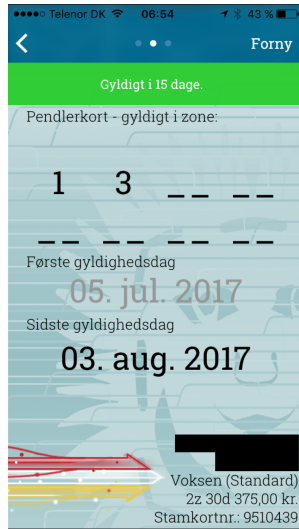 Telenor DK 06:54 43 %
Forny
Gyldigt i 15 dage.
Pendlerkort - gyldigt i zone:
1 3 __ __
__ __ __ __
Første gyldighedsdag
05. jul. 2017
Sidste gyldighedsdag
03. aug. 2017
Voksen (Standard)
2z 30d 375,00 kr.
Stamkortnr.: 9510439